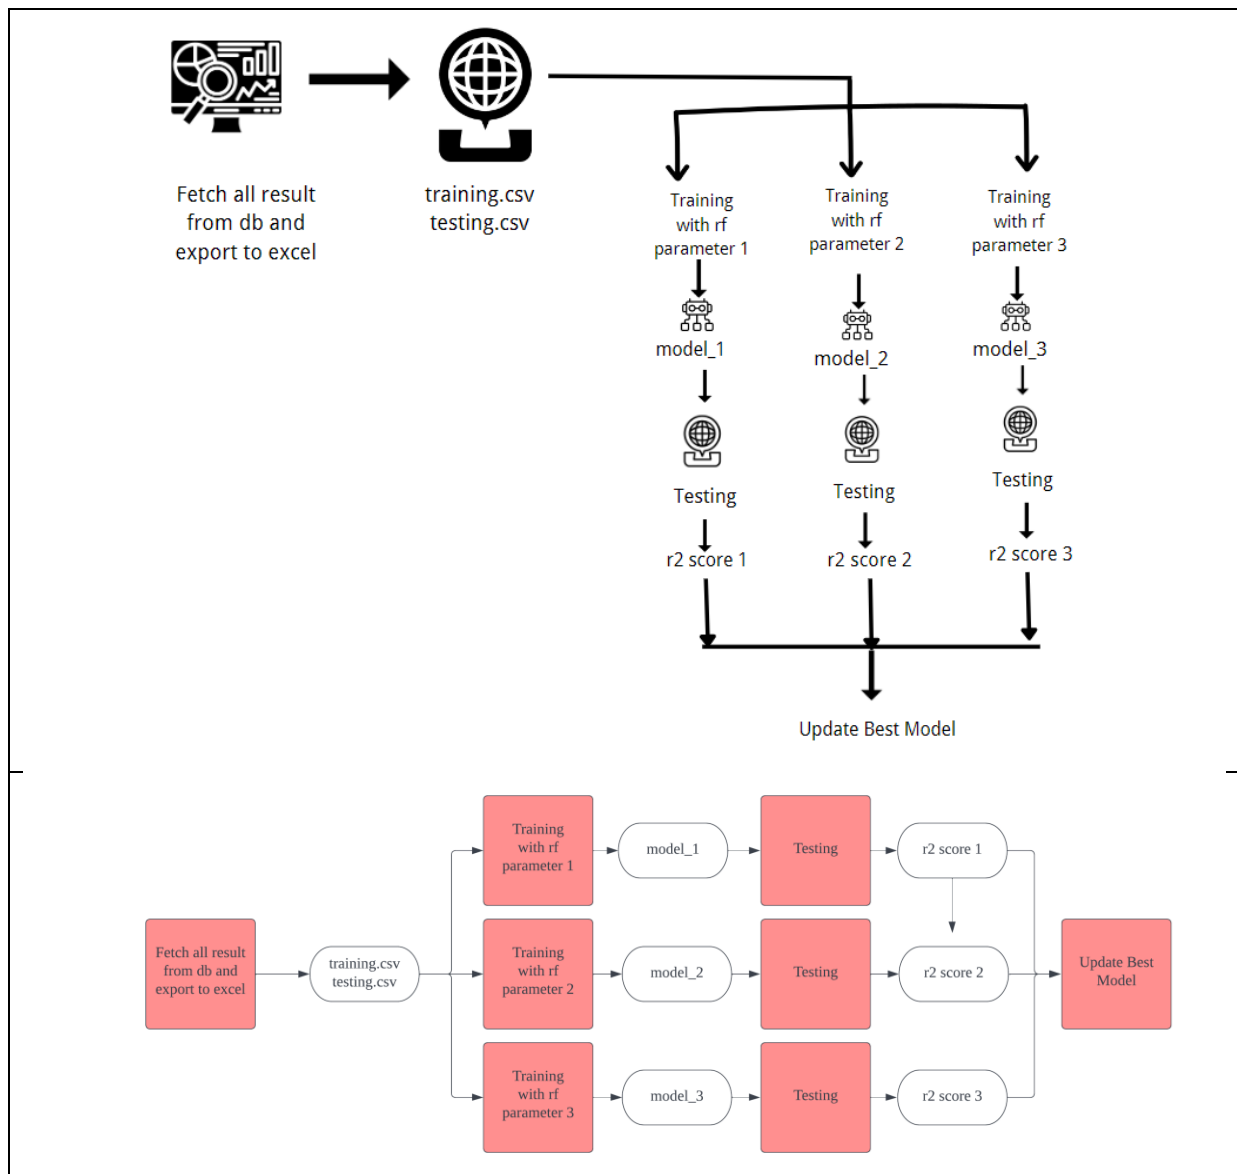 Fetch all result
from db and
export to excel
training.csv
testing.csv
Training
with rf
parameter 1
Training
with rf
parameter 2
Training
with rf
parameter 3
model_1
model_2
model_3
Testing
Testing
Testing
r2 score 1
r2 score 2
r2 score 3
Update Best Model
Fetch all result
from db and
export to excel
training.csv
testing.csv
Training
with rf
parameter 1
model_1
Testing
r2 score 1
Training
with rf
parameter 2
model_2
Testing
r2 score 2
Training
with rf
parameter 3
model_3
Testing
r2 score 3
Update Best
Model